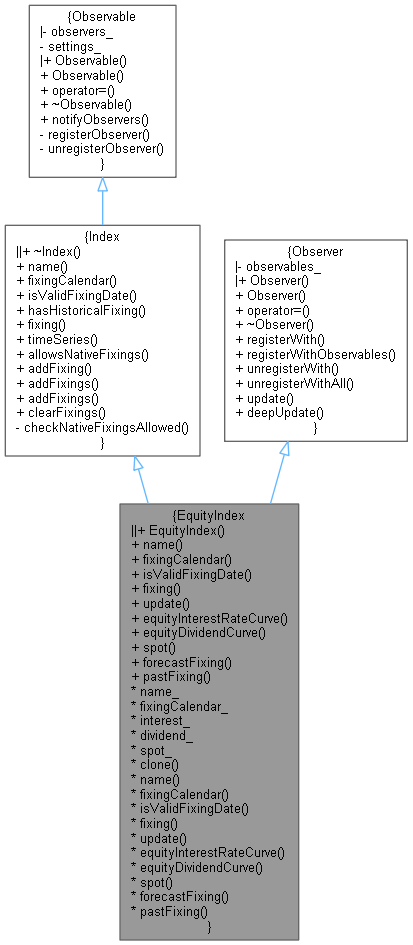 {Observable
|- observers_
- settings_
|+ Observable()
+ Observable()
+ operator=()
+ ~Observable()
+ notifyObservers()
- registerObserver()
- unregisterObserver()
}
{Index
||+ ~Index()
+ name()
+ fixingCalendar()
+ isValidFixingDate()
+ hasHistoricalFixing()
+ fixing()
+ timeSeries()
+ allowsNativeFixings()
+ addFixing()
+ addFixings()
+ addFixings()
+ clearFixings()
- checkNativeFixingsAllowed()
}
{Observer
|- observables_
|+ Observer()
+ Observer()
+ operator=()
+ ~Observer()
+ registerWith()
+ registerWithObservables()
+ unregisterWith()
+ unregisterWithAll()
+ update()
+ deepUpdate()
}
{EquityIndex
||+ EquityIndex()
+ name()
+ fixingCalendar()
+ isValidFixingDate()
+ fixing()
+ update()
+ equityInterestRateCurve()
+ equityDividendCurve()
+ spot()
+ forecastFixing()
+ pastFixing()
* name_
* fixingCalendar_
* interest_
* dividend_
* spot_
* clone()
* name()
* fixingCalendar()
* isValidFixingDate()
* fixing()
* update()
* equityInterestRateCurve()
* equityDividendCurve()
* spot()
* forecastFixing()
* pastFixing()
}